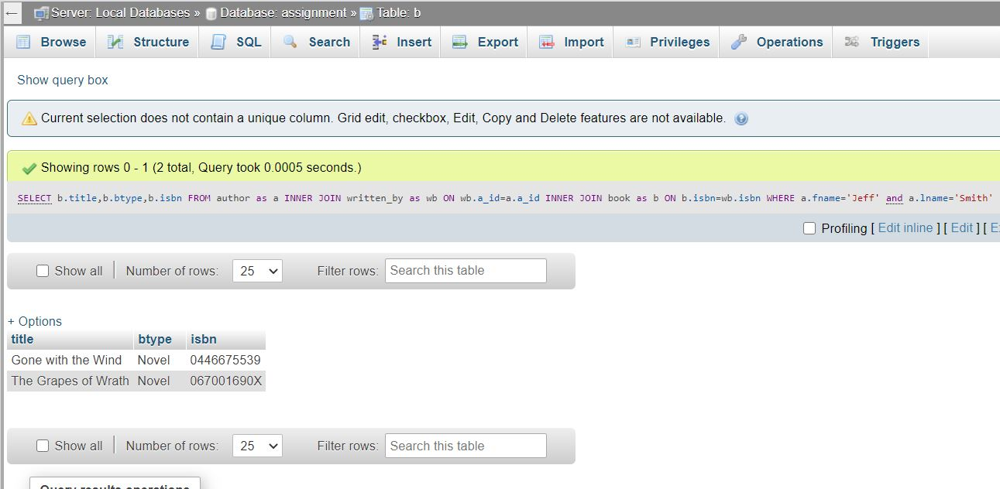 Server: Local Databases » Database: assignment » Table: b
Browse Structure SQL Search Insert Export Import Privileges Operations Triggers
Show query box
Current selection does not contain a unique column. Grid edit, checkbox, Edit, Copy and Delete features are not available.
Showing rows 0 - 1 (2 total, Query took 0.0005 seconds.)
SELECT b.title,b.btype,b.isbn FROM author as a INNER JOIN written_by as wb ON wb.a_id=a.a_id INNER JOIN book as b ON b.isbn=wb.isbn WHERE a.fname='Jeff' and a.lname='Smith'
Profiling [ Edit inline ] [ Edit ] [
Show all Number of rows: 25 Filter rows: Search this table
+ Options
title btype isbn
Gone with the Wind Novel 0446675539
The Grapes of Wrath Novel 067001690X
Show all Number of rows: 25 Filter rows: Search this table
Query results operations